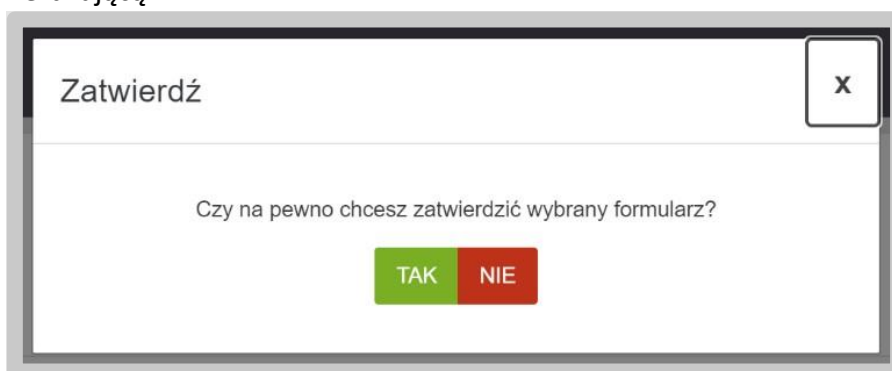 Zatwierdź
x
Czy na pewno chcesz zatwierdzić wybrany formularz?
TAK NIE